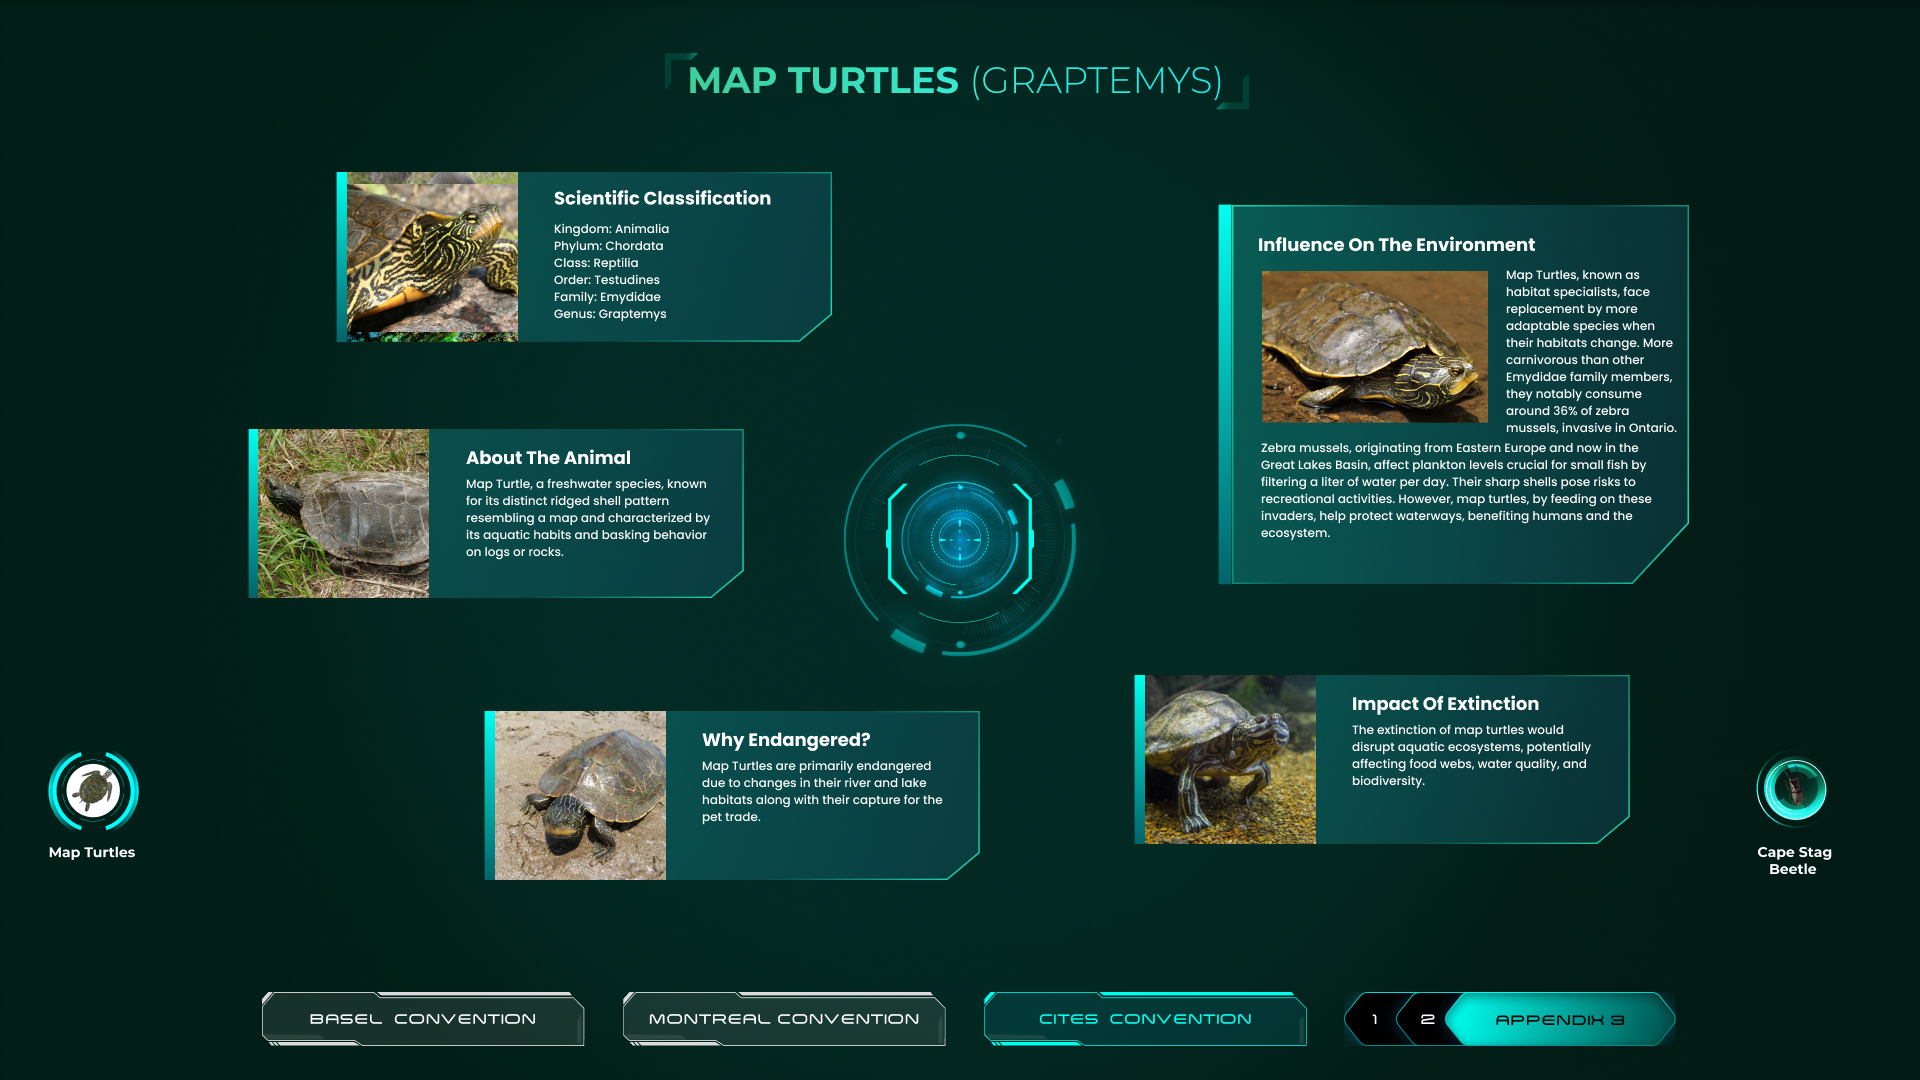 MAP TURTLES (GRAPTEMYS)
Scientific Classification
Kingdom: Animalia
Phylum: Chordata
Class: Reptilia
Order: Testudines
Family: Emydidae
Genus: Graptemys
Influence On The Environment
Map Turtles, known as
habitat specialists, face
replacement by more
adaptable species when
their habitats change. More
carnivorous than other
Emydidae family members,
they notably consume
around 36% of zebra
mussels, invasive in Ontario.
Zebra mussels, originating from Eastern Europe and now in the
Great Lakes Basin, affect plankton levels crucial for small fish by
filtering a liter of water per day. Their sharp shells pose risks to
recreational activities. However, map turtles, by feeding on these
invaders, help protect waterways, benefiting humans and the
ecosystem.
About The Animal
Map Turtle, a freshwater species, known
for its distinct ridged shell pattern
resembling a map and characterized by
its aquatic habits and basking behavior
on logs or rocks.
Why Endangered?
Map Turtles are primarily endangered
due to changes in their river and lake
habitats along with their capture for the
pet trade.
Impact Of Extinction
The extinction of map turtles would
disrupt aquatic ecosystems, potentially
affecting food webs, water quality, and
biodiversity.
Map Turtles
Cape Stag
Beetle
BASEL CONVENTION
MONTREAL CONVENTION
CITES CONVENTION
1
2
APPENDIX 3